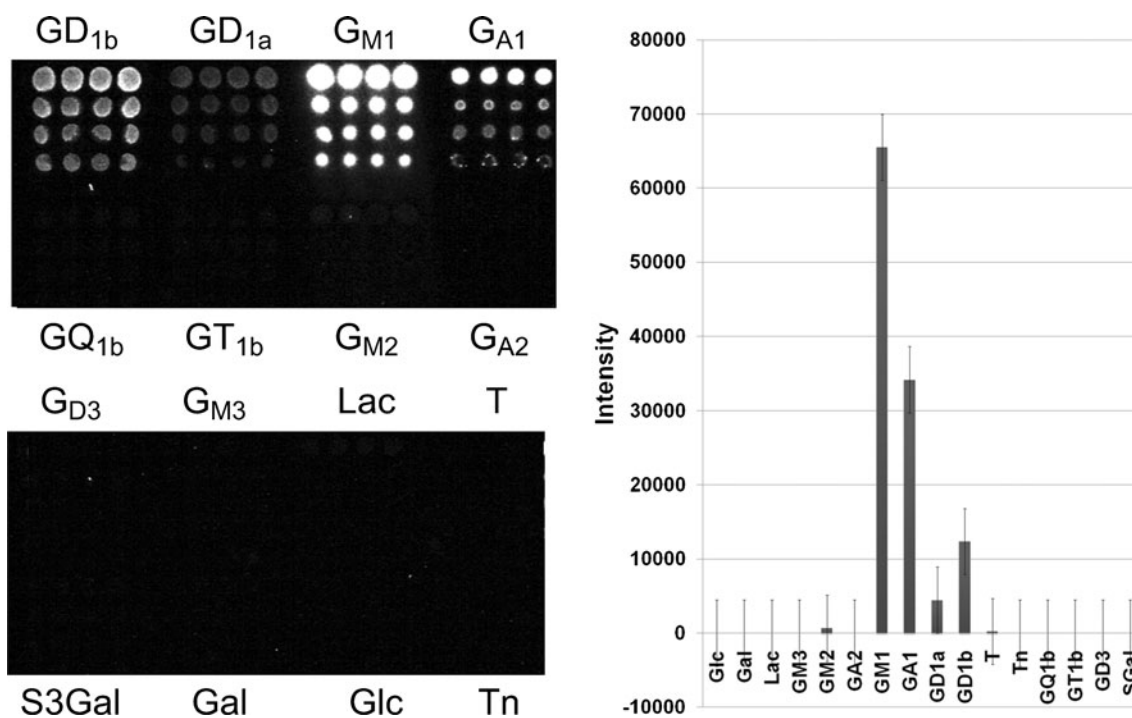 GD1b GD1a GM1 GA1
GQ1b GT1b GM2 GA2
GD3 GM3 Lac T
S3Gal Gal Glc Tn
80000
70000
60000
50000
40000
30000
20000
10000
0
-10000
Intensity
Glc
Gal
Lac
GM3
GM2
GA2
GM1
GA1
GD1a
GD1b
T
Tn
GQ1b
GT1b
GD3
SGal